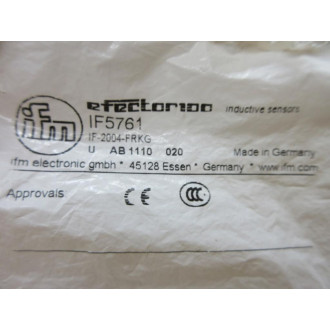 ifm
efector100 inductive sensors
IF5761
IF-2004-FRKG
U AB 1110 020 Made in Germany
ifm electronic gmbh * 45128 Essen * Germany * www.ifm.com
Approvals CE CCC